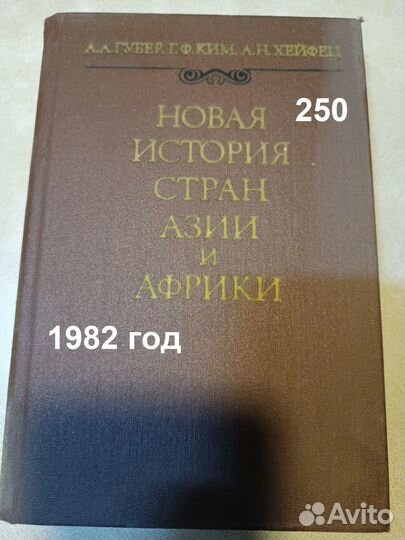 А.А.ГУБЕР, Г.Ф.КИМ, А.Н.ХЕЙФЕЦ
250
НОВАЯ
ИСТОРИЯ
СТРАН
АЗИИ
И
АФРИКИ
1982 год
Avito